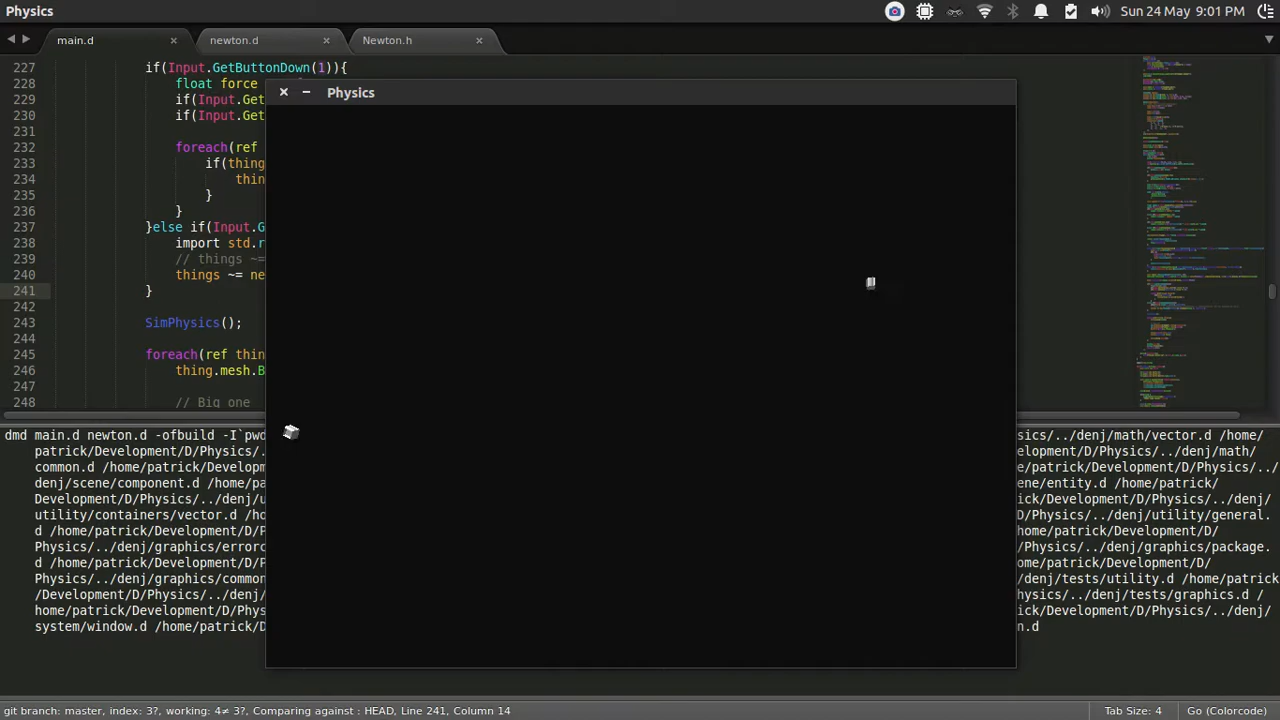 Physics
Sun 24 May 9:01 PM
main.d × newton.d × Newton.h ×
227 if(Input.GetButtonDown(1)){
228 float force
229 if(Input.Get
230 if(Input.Get
231
232 foreach(ref
233 if(thing
234 thin
235 }
236 }
237 }else if(Input.G
238 import std.r
239 // things ~=
240 things ~= ne
241 }
242
243 SimPhysics();
244
245 foreach(ref thin
246 thing.mesh.B
247
248 // Big one
× − Physics
dmd main.d newton.d -ofbuild -I`pwd sics/../denj/math/vector.d /home/
patrick/Development/D/Physics/. elopment/D/Physics/../denj/math/
common.d /home/patrick/Developm e/patrick/Development/D/Physics/../
denj/scene/component.d /home/pa ene/entity.d /home/patrick/
Development/D/Physics/../denj/u ick/Development/D/Physics/../denj/
utility/containers/vector.d /ho Physics/../denj/utility/general.
d /home/patrick/Development/D/P home/patrick/Development/D/
Physics/../denj/graphics/errorc Physics/../denj/graphics/package.
d /home/patrick/Development/D/P ick/Development/D/Physics/../
denj/graphics/common /denj/tests/utility.d /home/patrick
/Development/D/Physics/../denj/ ysics/../denj/tests/graphics.d /
home/patrick/Development/D/Phys ick/Development/D/Physics/../denj/
system/window.d /home/patrick/D n.d
git branch: master, index: 3?, working: 4≠ 3?, Comparing against : HEAD, Line 241, Column 14
Tab Size: 4 Go (Colorcode)